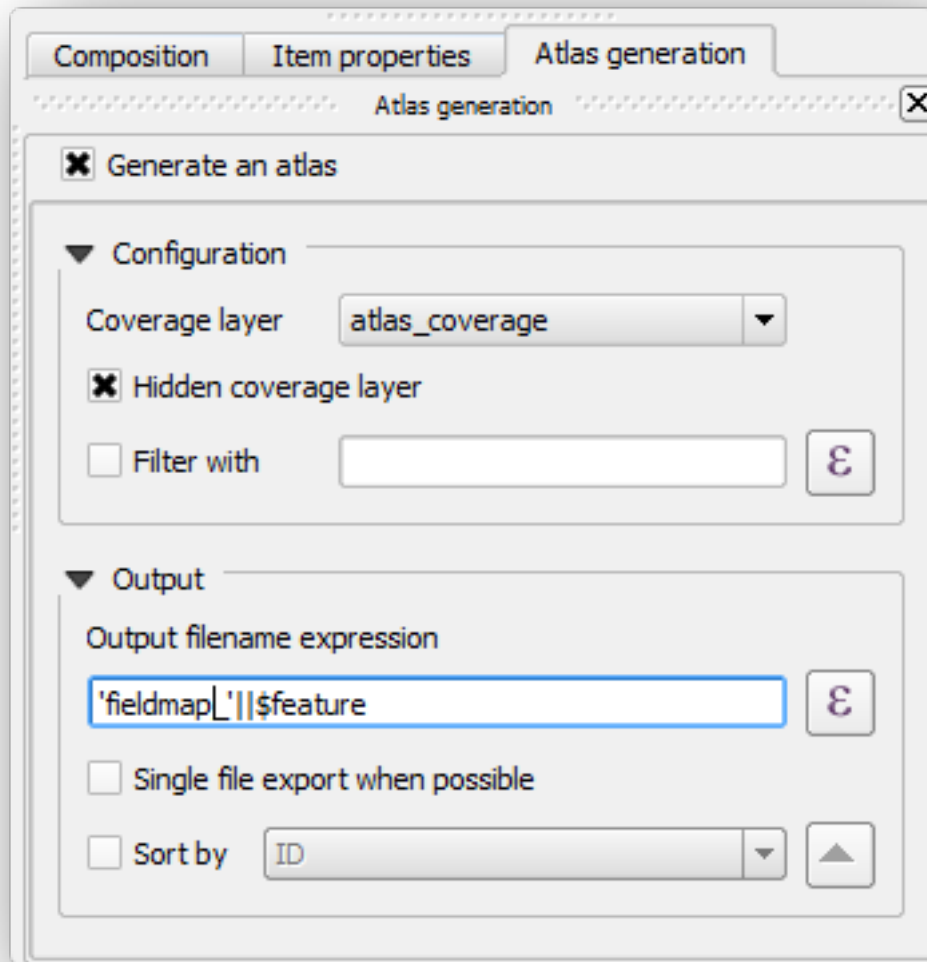 Composition Item properties Atlas generation
Atlas generation
Generate an atlas
Configuration
Coverage layer atlas_coverage
Hidden coverage layer
Filter with ε
Output
Output filename expression
'fieldmap_'||$feature ε
Single file export when possible
Sort by ID